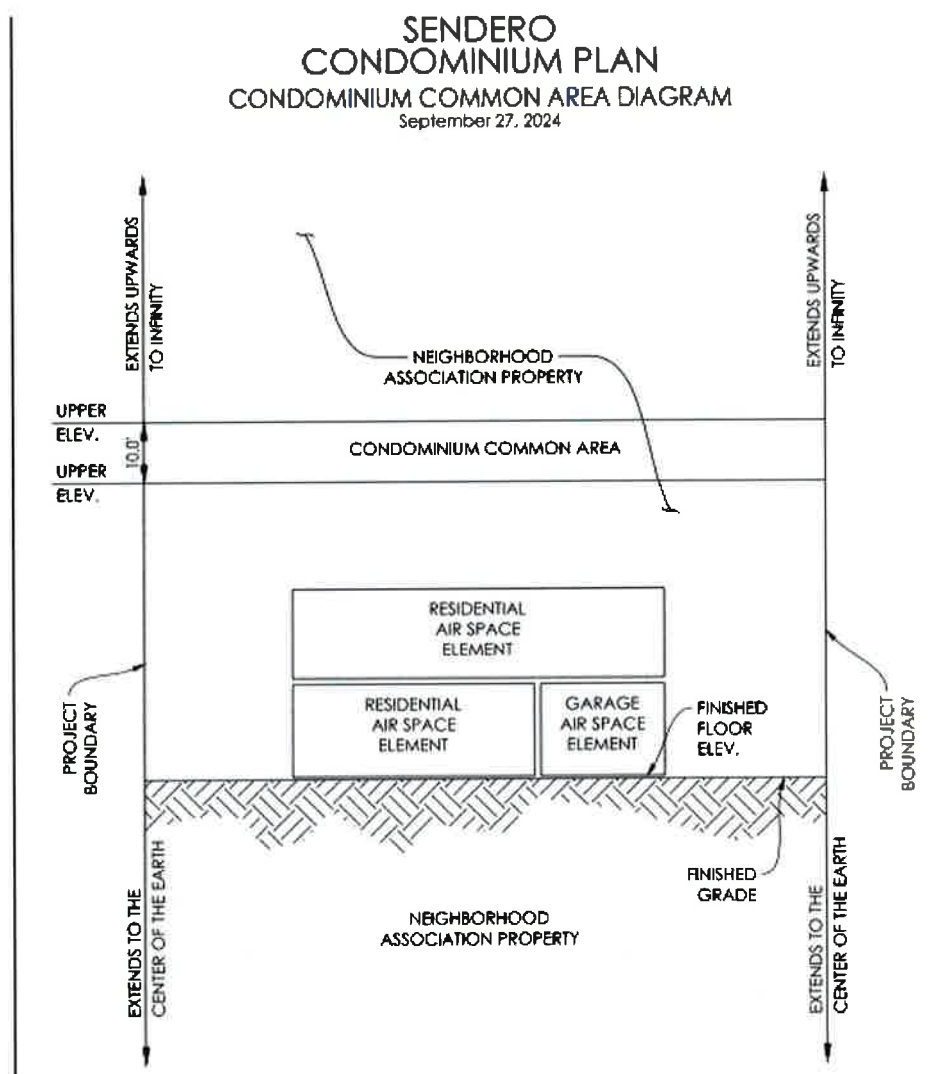 SENDERO
CONDOMINIUM PLAN
CONDOMINIUM COMMON AREA DIAGRAM
September 27, 2024
EXTENDS UPWARDS
TO INFINITY
EXTENDS UPWARDS
TO INFINITY
NEIGHBORHOOD
ASSOCIATION PROPERTY
UPPER
ELEV.
10.0'
CONDOMINIUM COMMON AREA
UPPER
ELEV.
RESIDENTIAL
AIR SPACE
ELEMENT
RESIDENTIAL
AIR SPACE
ELEMENT
GARAGE
AIR SPACE
ELEMENT
FINISHED
FLOOR
ELEV.
PROJECT
BOUNDARY
PROJECT
BOUNDARY
FINISHED
GRADE
NEIGHBORHOOD
ASSOCIATION PROPERTY
EXTENDS TO THE
CENTER OF THE EARTH
EXTENDS TO THE
CENTER OF THE EARTH